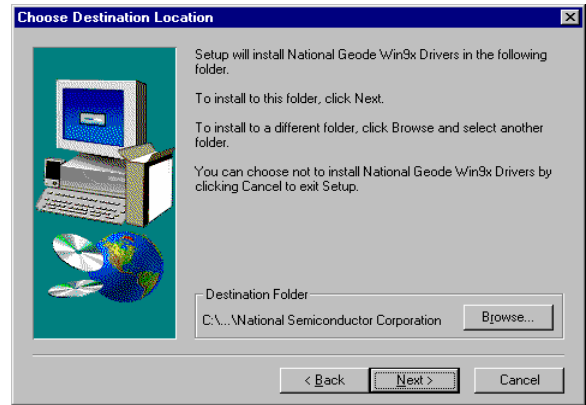 Choose Destination Location
Setup will install National Geode Win9x Drivers in the following
folder.
To install to this folder, click Next.
To install to a different folder, click Browse and select another
folder.
You can choose not to install National Geode Win9x Drivers by
clicking Cancel to exit Setup.
Destination Folder
C:\...\National Semiconductor Corporation
Browse...
< Back
Next >
Cancel